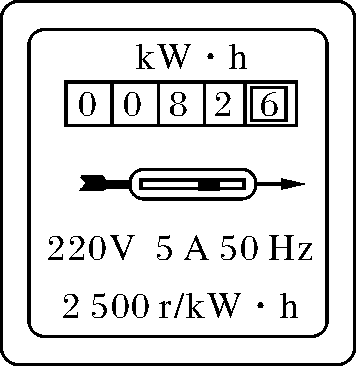 kW · h
0 0 8 2 6
220V 5 A 50 Hz
2 500 r/kW · h